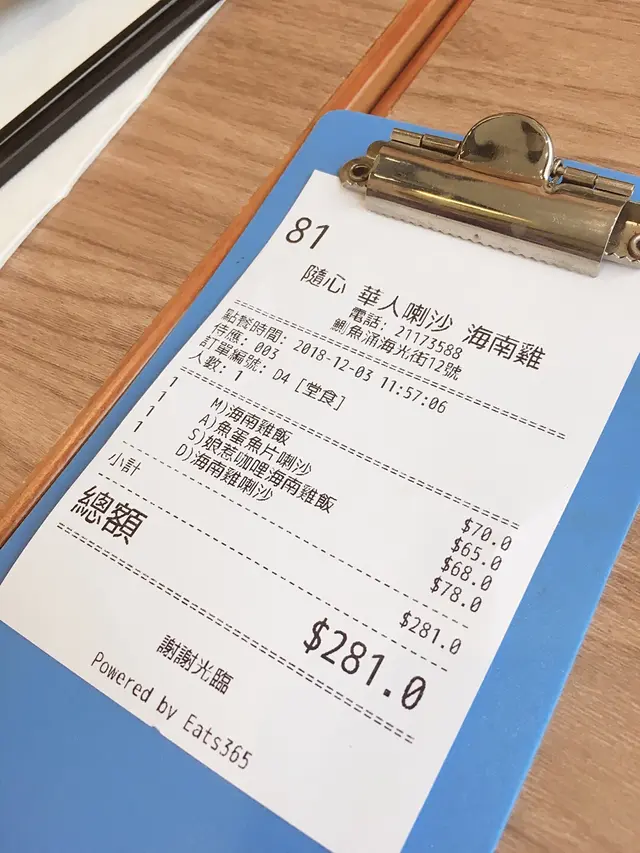 81
隨心 華人喇沙 海南雞
電話: 21173588
鰂魚涌海光街12號
點餐時間: 2018-12-03 11:57:06
待應: 003
訂單編號: D4 [堂食]
人數: 1
1 M)海南雞飯 $70.0
1 A)魚蛋魚片喇沙 $65.0
1 S)娘惹咖哩海南雞飯 $68.0
1 D)海南雞喇沙 $78.0
小計 $281.0
總額 $281.0
謝謝光臨
Powered by Eats365